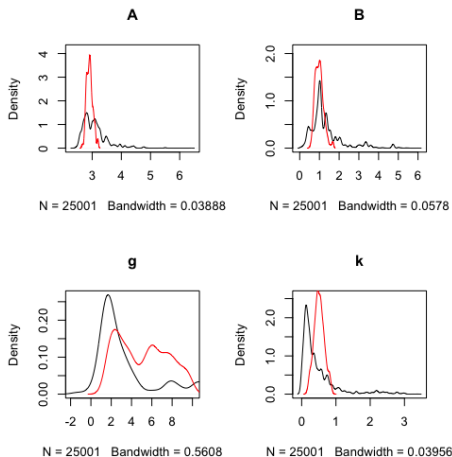 A
B
Density
0 1 2 3 4
3 4 5 6
N = 25001 Bandwidth = 0.03888
Density
0.0 1.0 2.0
0 1 2 3 4 5 6
N = 25001 Bandwidth = 0.0578
g
k
Density
0.00 0.10 0.20
-2 0 2 4 6 8
N = 25001 Bandwidth = 0.5608
Density
0.0 1.0 2.0
0 1 2 3
N = 25001 Bandwidth = 0.03956